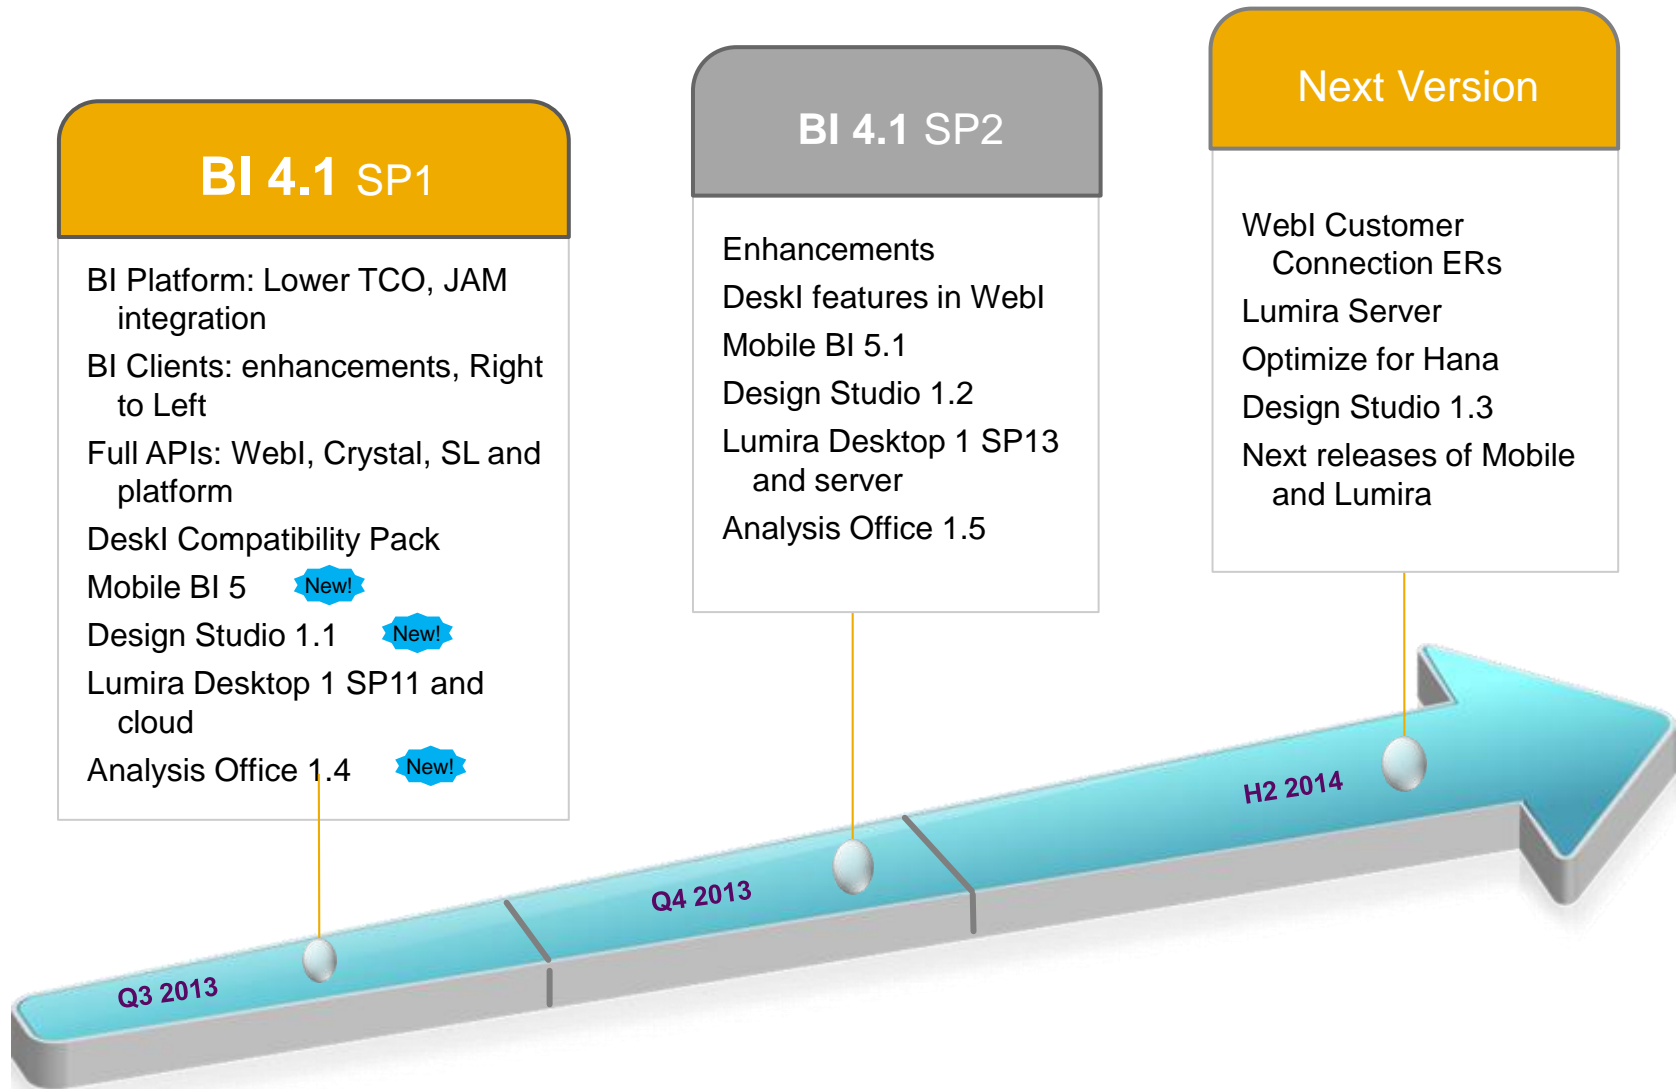 BI 4.1 SP1
BI Platform: Lower TCO, JAM
integration
BI Clients: enhancements, Right
to Left
Full APIs: WebI, Crystal, SL and
platform
DeskI Compatibility Pack
Mobile BI 5 New!
Design Studio 1.1 New!
Lumira Desktop 1 SP11 and
cloud
Analysis Office 1.4 New!
BI 4.1 SP2
Enhancements
DeskI features in WebI
Mobile BI 5.1
Design Studio 1.2
Lumira Desktop 1 SP13
and server
Analysis Office 1.5
Next Version
WebI Customer
Connection ERs
Lumira Server
Optimize for Hana
Design Studio 1.3
Next releases of Mobile
and Lumira
Q3 2013
Q4 2013
H2 2014